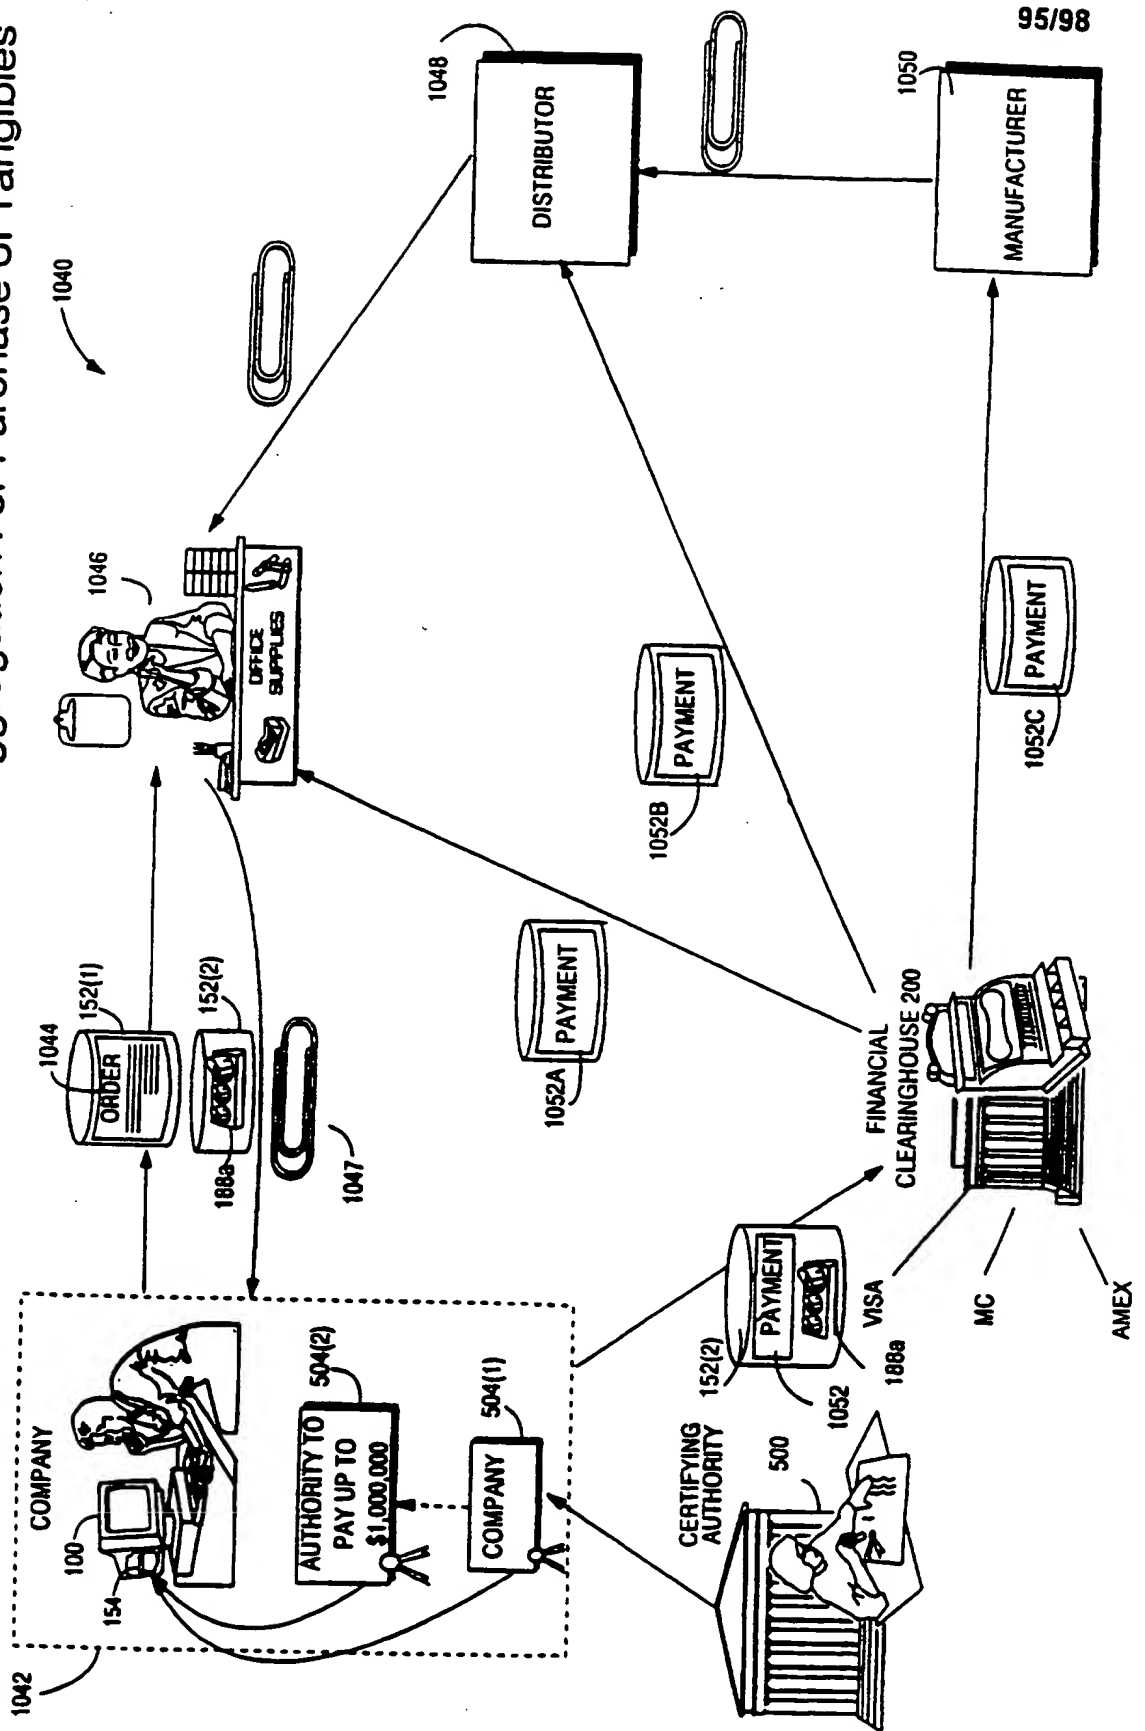 Purchase of Tangibles
95/98
1040
COMPANY
100
154
1042
AUTHORITY TO
PAY UP TO
$1,000,000
504(2)
COMPANY
504(1)
1044
ORDER
152(1)
152(2)
188a
1047
1046
OFFICE
SUPPLIES
1048
DISTRIBUTOR
1050
MANUFACTURER
CERTIFYING
AUTHORITY
500
152(2)
PAYMENT
1052
188a
VISA
MC
AMEX
FINANCIAL
CLEARINGHOUSE 200
PAYMENT
1052A
PAYMENT
1052B
PAYMENT
1052C